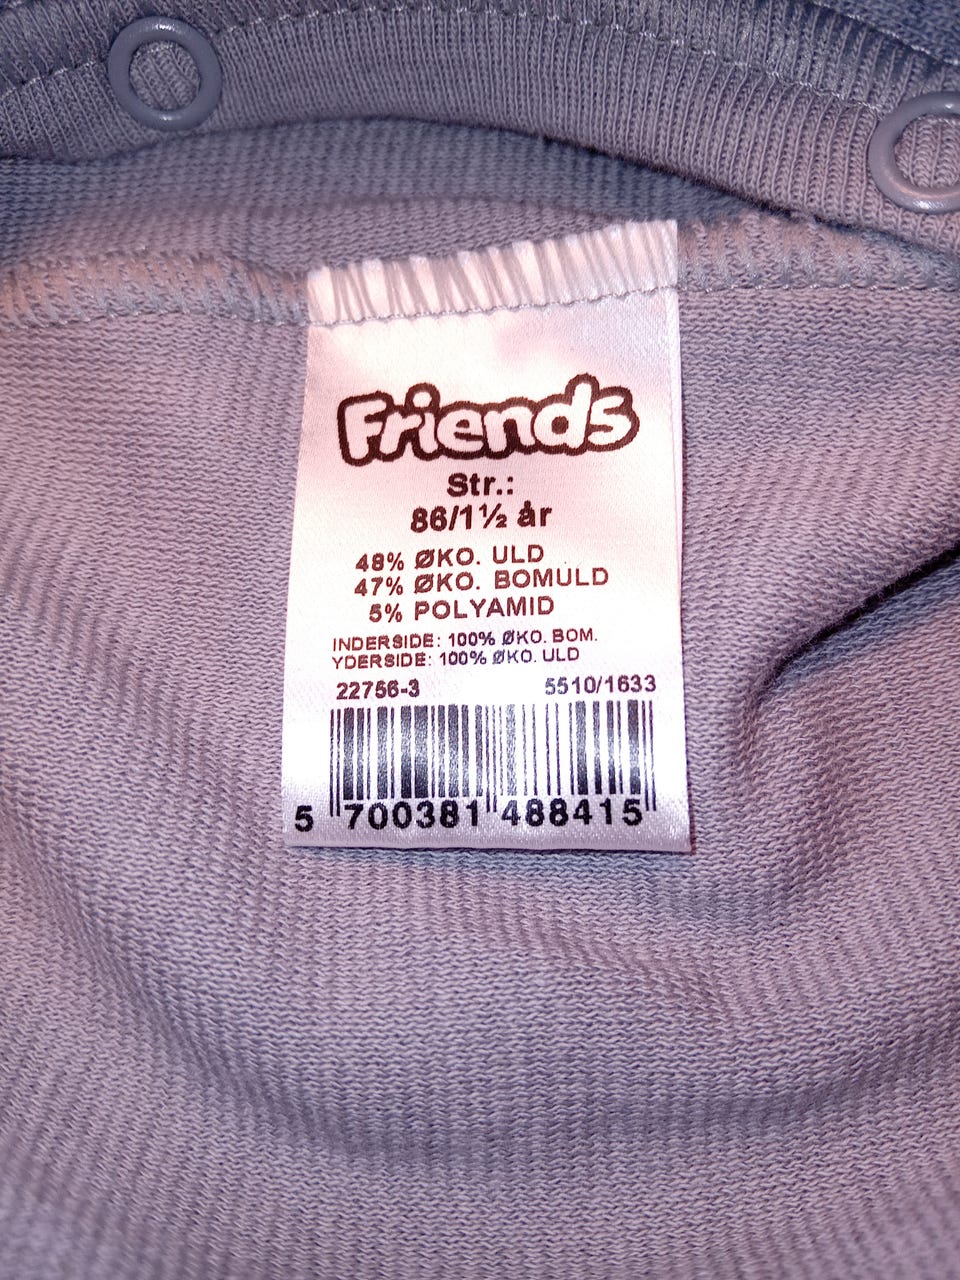 Friends
Str.:
86/1½ år
48% ØKO. ULD
47% ØKO. BOMULD
5% POLYAMID
INDERSIDE: 100% ØKO. BOM.
YDERSIDE: 100% ØKO. ULD
22756-3 5510/1633
5 700381 488415